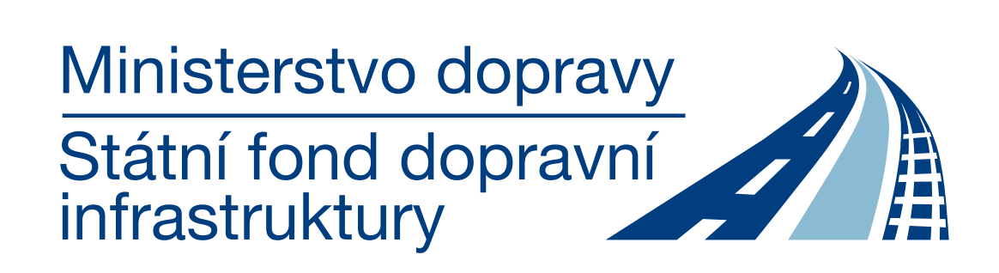 Ministerstvo dopravy
Státní fond dopravní
infrastruktury